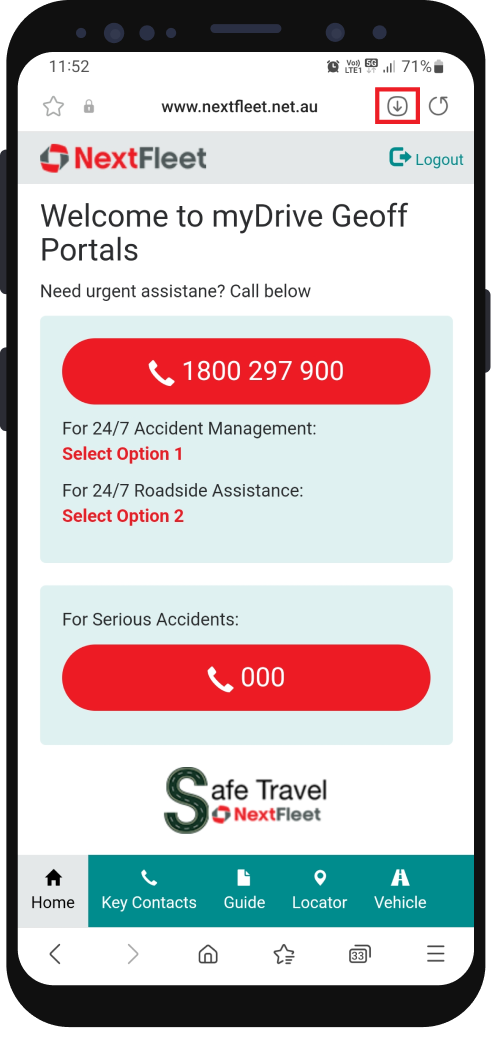 11:52
Vo)) LTE1 5G 71%
www.nextfleet.net.au
NextFleet
Logout
Welcome to myDrive Geoff
Portals
Need urgent assistane? Call below
1800 297 900
For 24/7 Accident Management:
Select Option 1
For 24/7 Roadside Assistance:
Select Option 2
For Serious Accidents:
000
Safe Travel
NextFleet
Home Key Contacts Guide Locator Vehicle
33